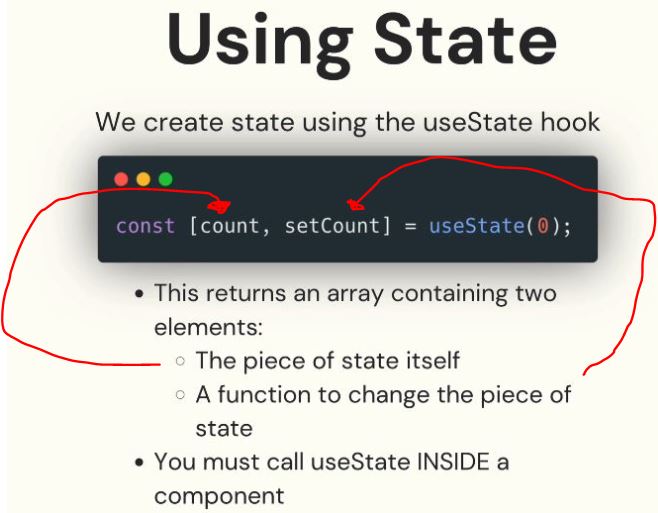 Using State
We create state using the useState hook
const [count, setCount] = useState(0);
• This returns an array containing two
elements:
○ The piece of state itself
○ A function to change the piece of
state
• You must call useState INSIDE a
component